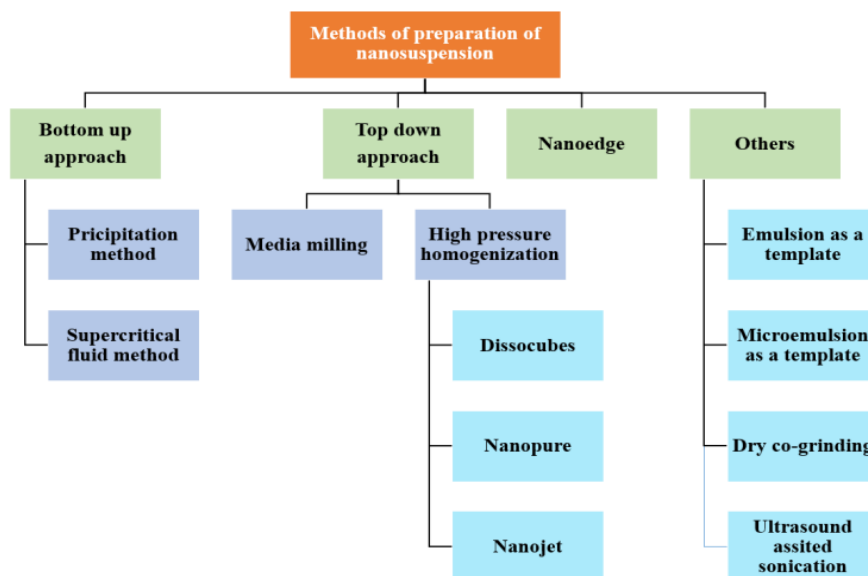 Methods of preparation of
nanosuspension
Bottom up
approach
Top down
approach
Nanoedge
Others
Pricipitation
method
Media milling
High pressure
homogenization
Emulsion as a
template
Supercritical
fluid method
Dissocubes
Microemulsion
as a template
Nanopure
Dry co-grinding
Nanojet
Ultrasound
assited
sonication